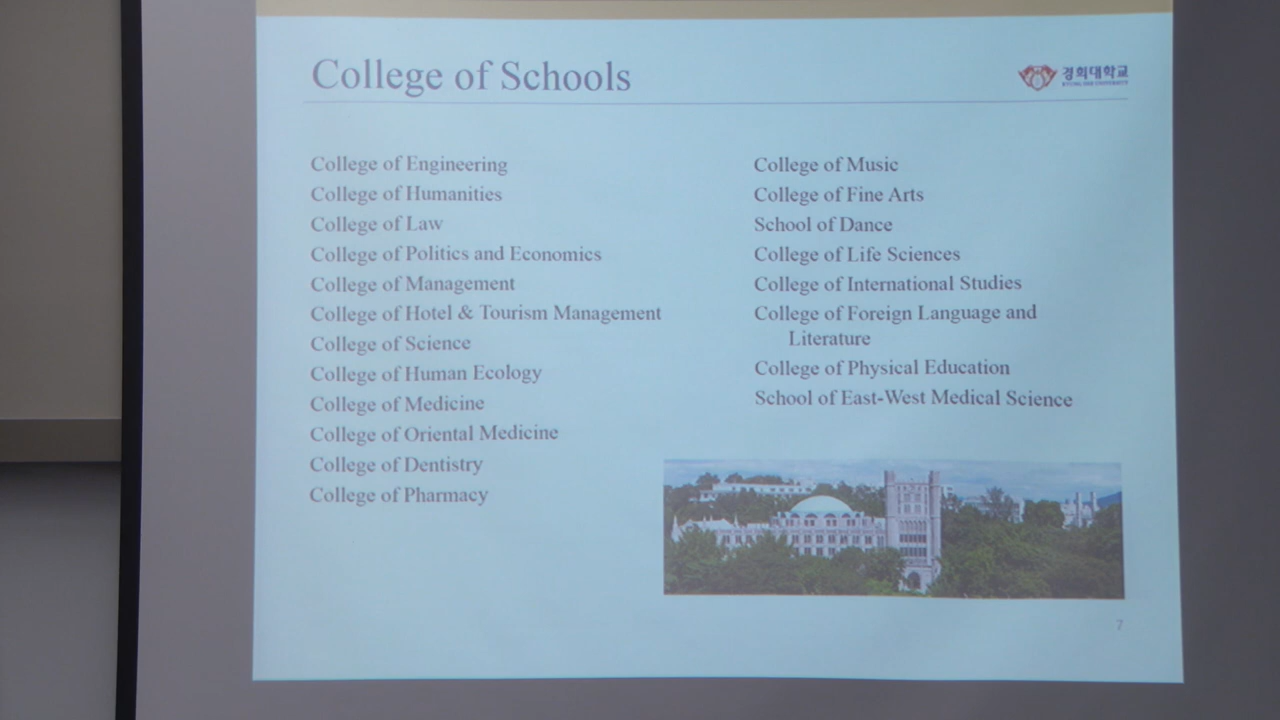 College of Schools
경희대학교
KYUNG HEE UNIVERSITY
College of Engineering
College of Humanities
College of Law
College of Politics and Economics
College of Management
College of Hotel & Tourism Management
College of Science
College of Human Ecology
College of Medicine
College of Oriental Medicine
College of Dentistry
College of Pharmacy
College of Music
College of Fine Arts
School of Dance
College of Life Sciences
College of International Studies
College of Foreign Language and
Literature
College of Physical Education
School of East-West Medical Science
7